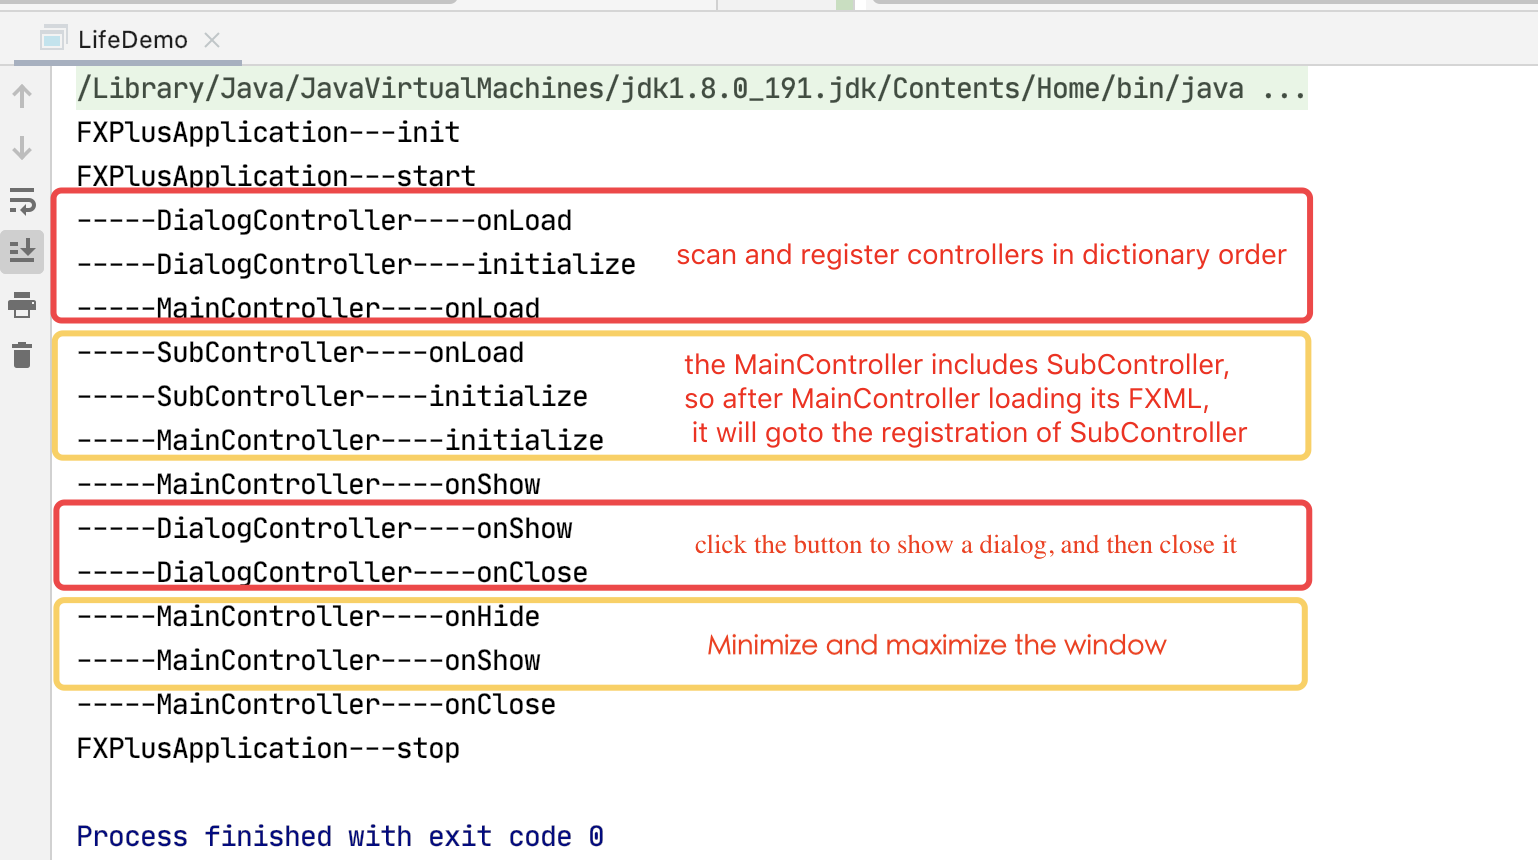 LifeDemo
/Library/Java/JavaVirtualMachines/jdk1.8.0_191.jdk/Contents/Home/bin/java ...
FXPlusApplication---init
FXPlusApplication---start
-----DialogController----onLoad
-----DialogController----initialize
scan and register controllers in dictionary order
-----MainController----onLoad
-----SubController----onLoad
-----SubController----initialize
-----MainController----initialize
the MainController includes SubController,
so after MainController loading its FXML,
it will goto the registration of SubController
-----MainController----onShow
-----DialogController----onShow
-----DialogController----onClose
click the button to show a dialog, and then close it
-----MainController----onHide
-----MainController----onShow
Minimize and maximize the window
-----MainController----onClose
FXPlusApplication---stop
Process finished with exit code 0